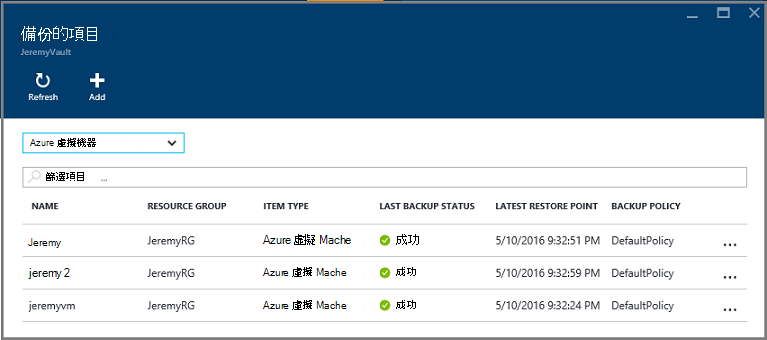 備份的項目
JeremyVault
Refresh Add
Azure 虛擬機器
篩選項目 ...
NAME RESOURCE GROUP ITEM TYPE LAST BACKUP STATUS LATEST RESTORE POINT BACKUP POLICY
Jeremy JeremyRG Azure 虛擬 Mache 成功 5/10/2016 9:32:51 PM DefaultPolicy ...
jeremy 2 JeremyRG Azure 虛擬 Mache 成功 5/10/2016 9:32:59 PM DefaultPolicy ...
jeremyvm JeremyRG Azure 虛擬 Mache 成功 5/10/2016 9:32:24 PM DefaultPolicy ...